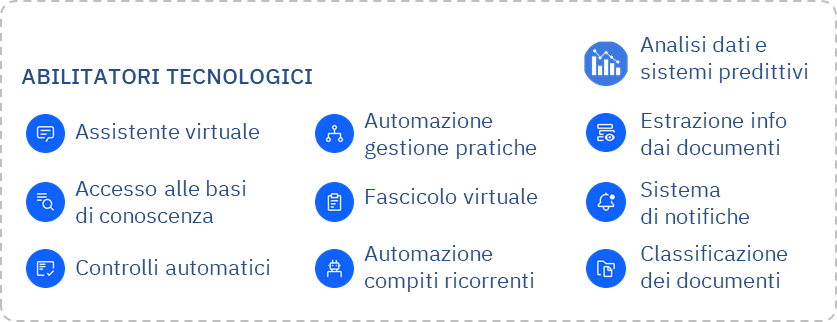 ABILITATORI TECNOLOGICI
Assistente virtuale
Accesso alle basi
di conoscenza
Controlli automatici
Automazione
gestione pratiche
Fascicolo virtuale
Automazione
compiti ricorrenti
Analisi dati e
sistemi predittivi
Estrazione info
dai documenti
Sistema
di notifiche
Classificazione
dei documenti